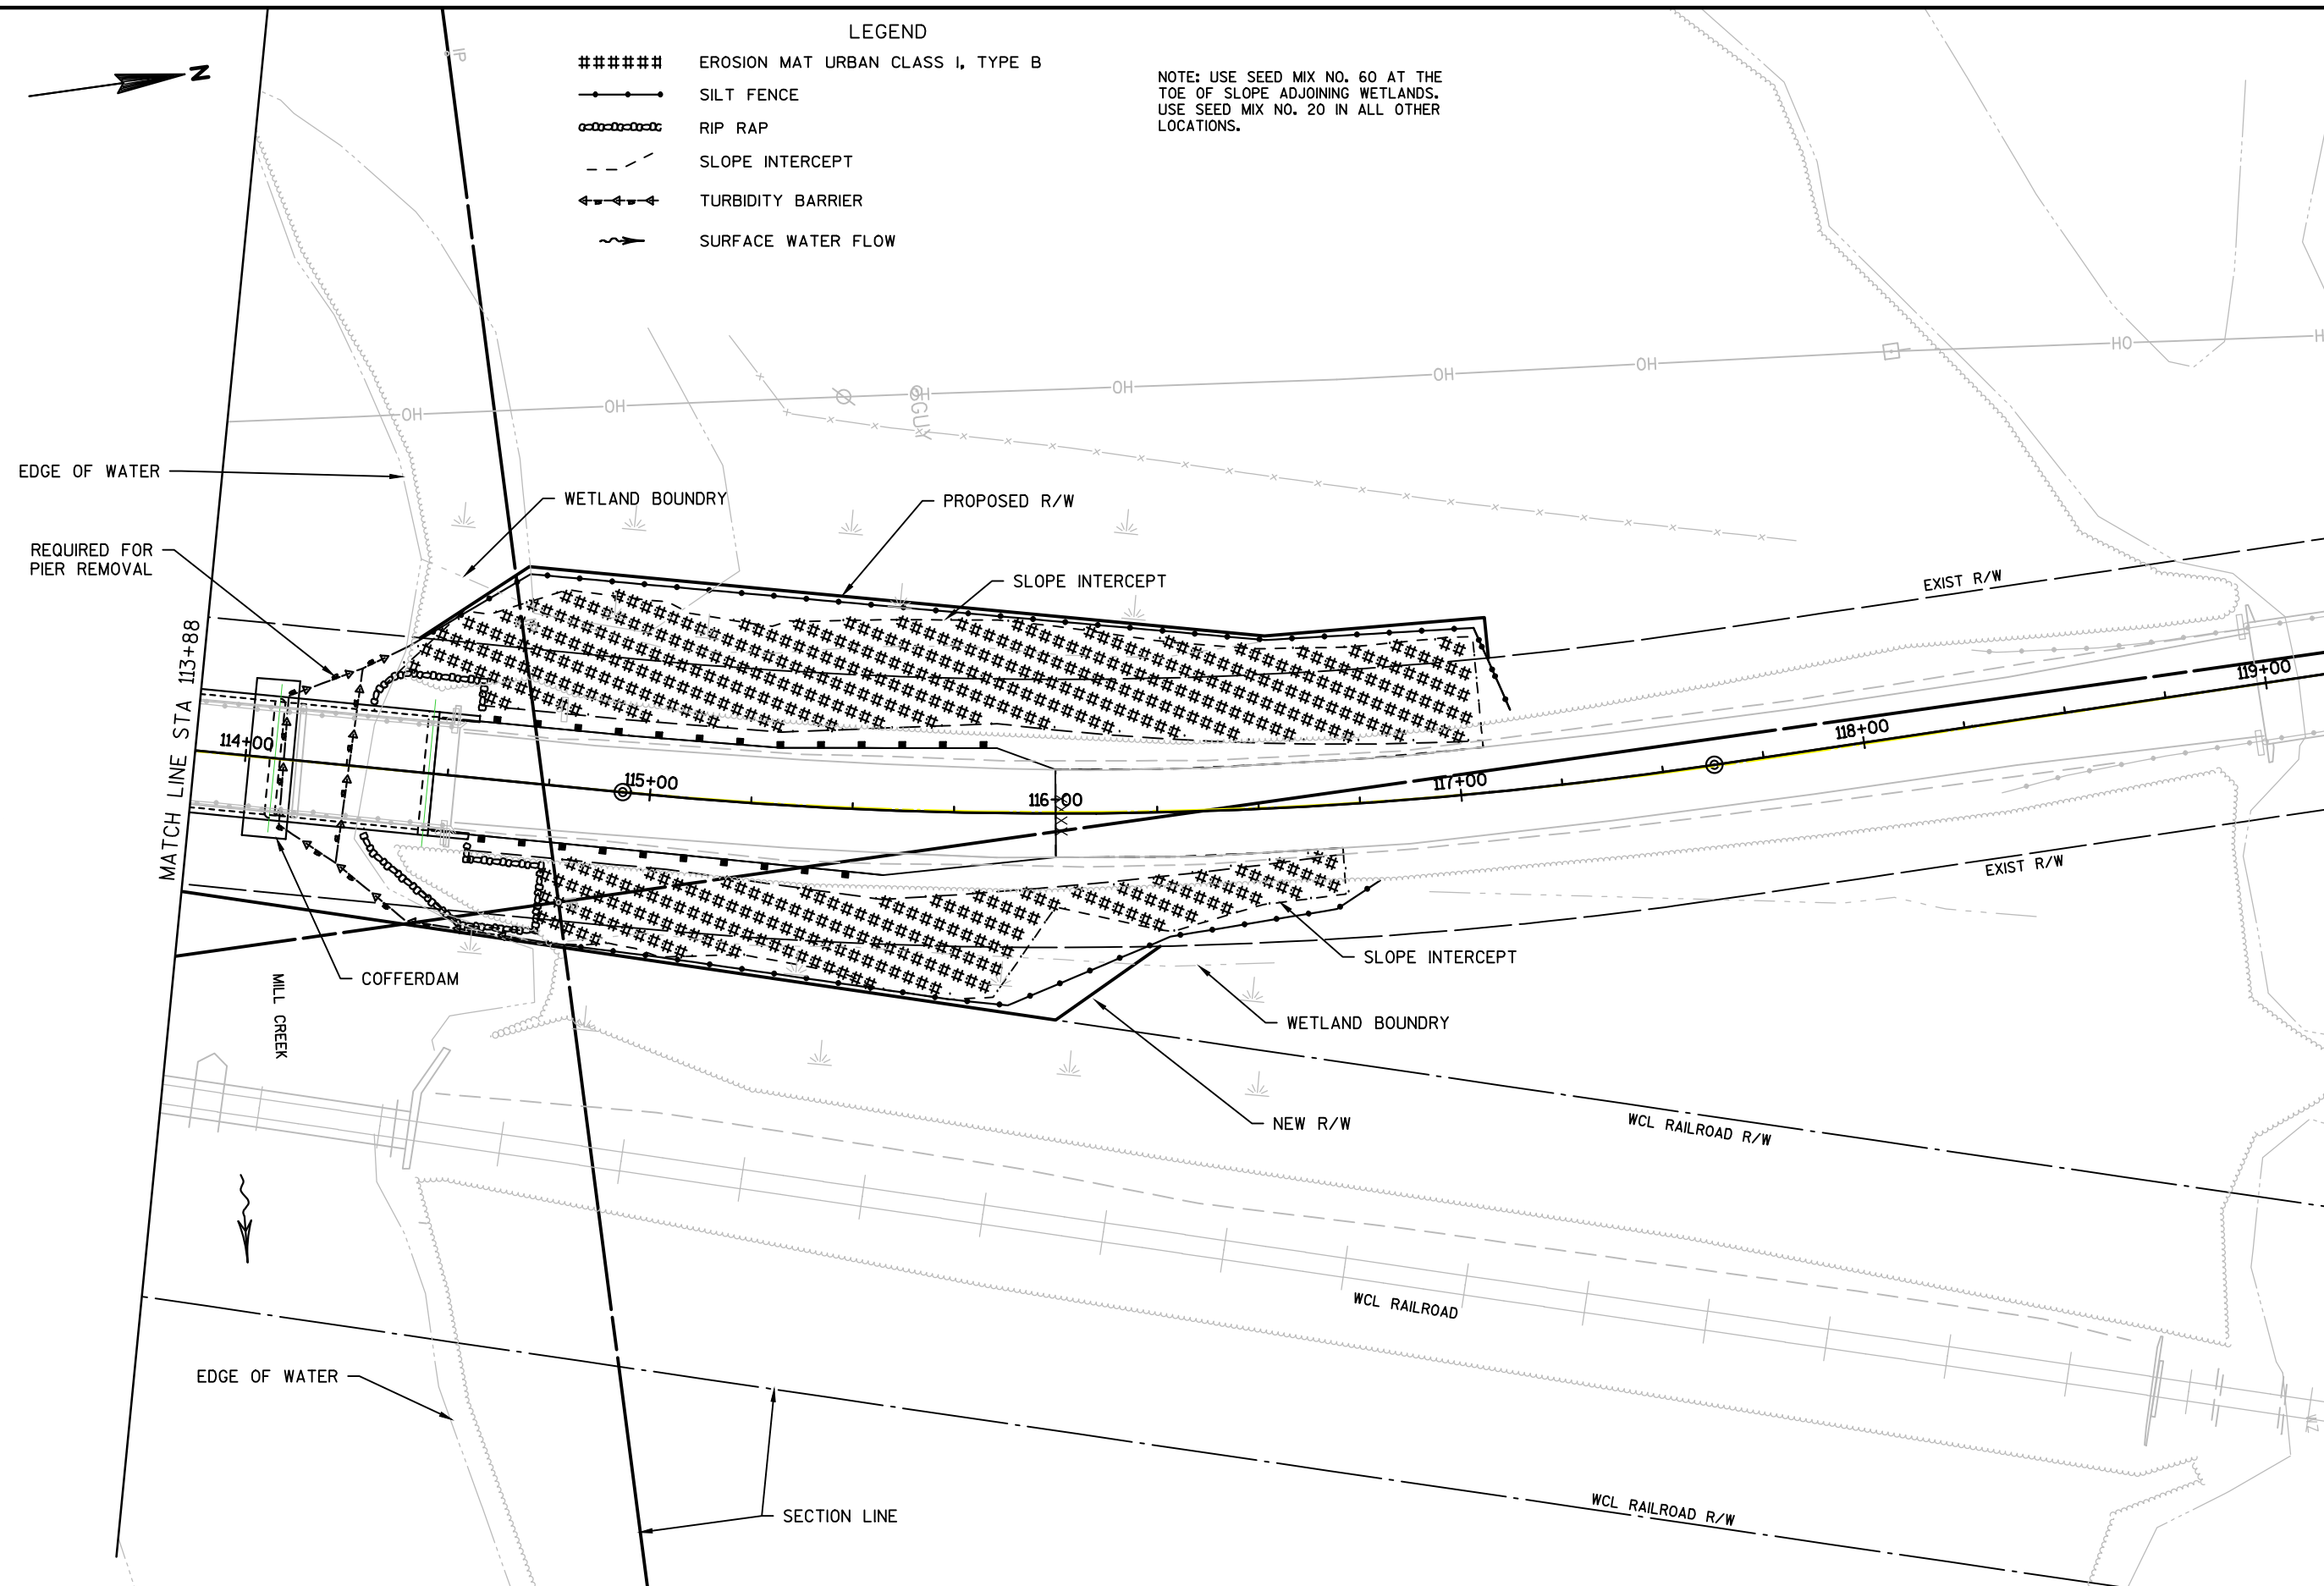 LEGEND
EROSION MAT URBAN CLASS I, TYPE B
SILT FENCE
RIP RAP
SLOPE INTERCEPT
TURBIDITY BARRIER
SURFACE WATER FLOW
NOTE: USE SEED MIX NO. 60 AT THE
TOE OF SLOPE ADJOINING WETLANDS.
USE SEED MIX NO. 20 IN ALL OTHER
LOCATIONS.
N
IP
OH
OH
OH
OH
OH
OH
OH
GUY
EDGE OF WATER
WETLAND BOUNDRY
PROPOSED R/W
REQUIRED FOR
PIER REMOVAL
SLOPE INTERCEPT
EXIST R/W
MATCH LINE STA 113+88
114+00
115+00
116+00
117+00
118+00
119+00
EXIST R/W
COFFERDAM
MILL CREEK
SLOPE INTERCEPT
WETLAND BOUNDRY
NEW R/W
WCL RAILROAD R/W
WCL RAILROAD
EDGE OF WATER
SECTION LINE
WCL RAILROAD R/W